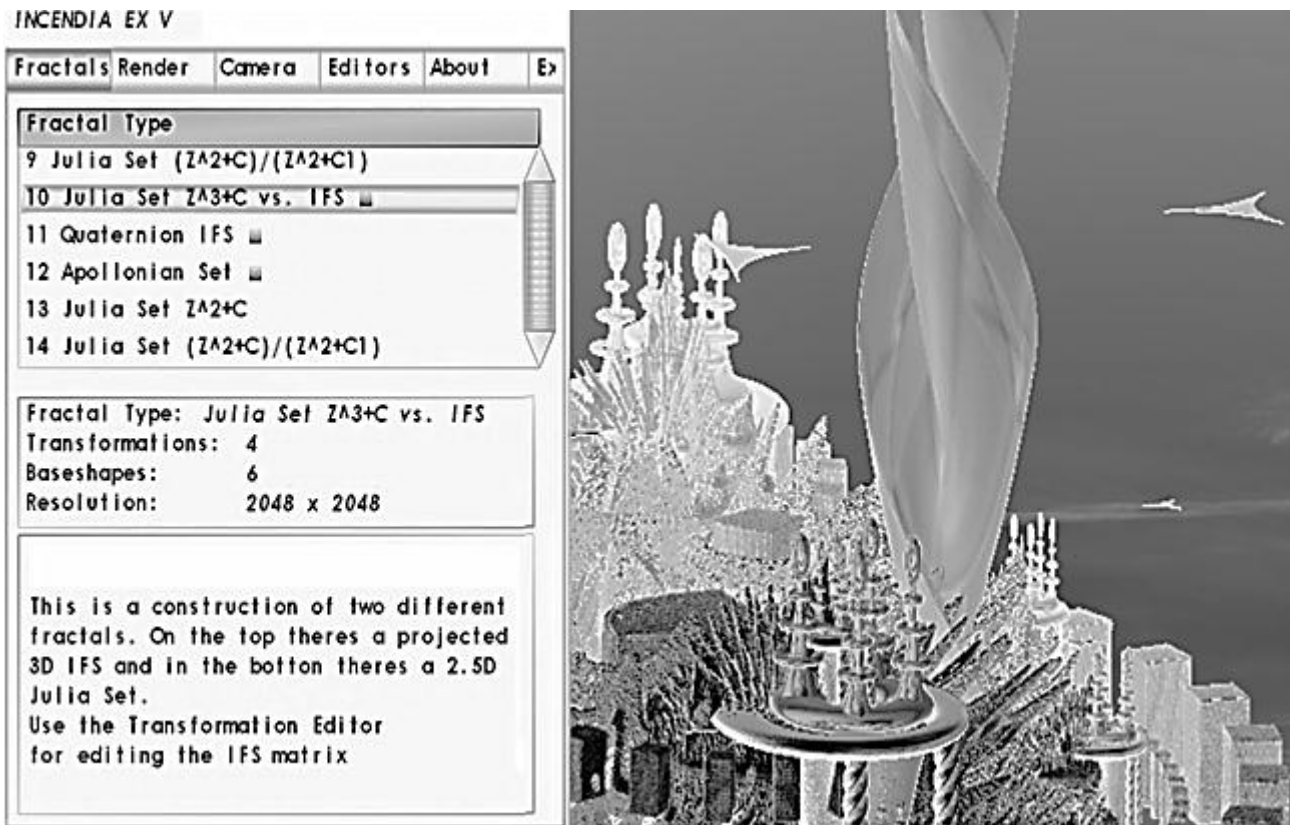 INCENDIA EX V
Fractals Render Camera Editors About Ex
Fractal Type
9 Julia Set (Z^2+C)/(Z^2+C1)
10 Julia Set Z^3+C vs. IFS
11 Quaternion IFS
12 Apollonian Set
13 Julia Set Z^2+C
14 Julia Set (Z^2+C)/(Z^2+C1)
Fractal Type: Julia Set Z^3+C vs. IFS
Transformations: 4
Baseshapes: 6
Resolution: 2048 x 2048
This is a construction of two different
fractals. On the top theres a projected
3D IFS and in the botton theres a 2.5D
Julia Set.
Use the Transformation Editor
for editing the IFS matrix